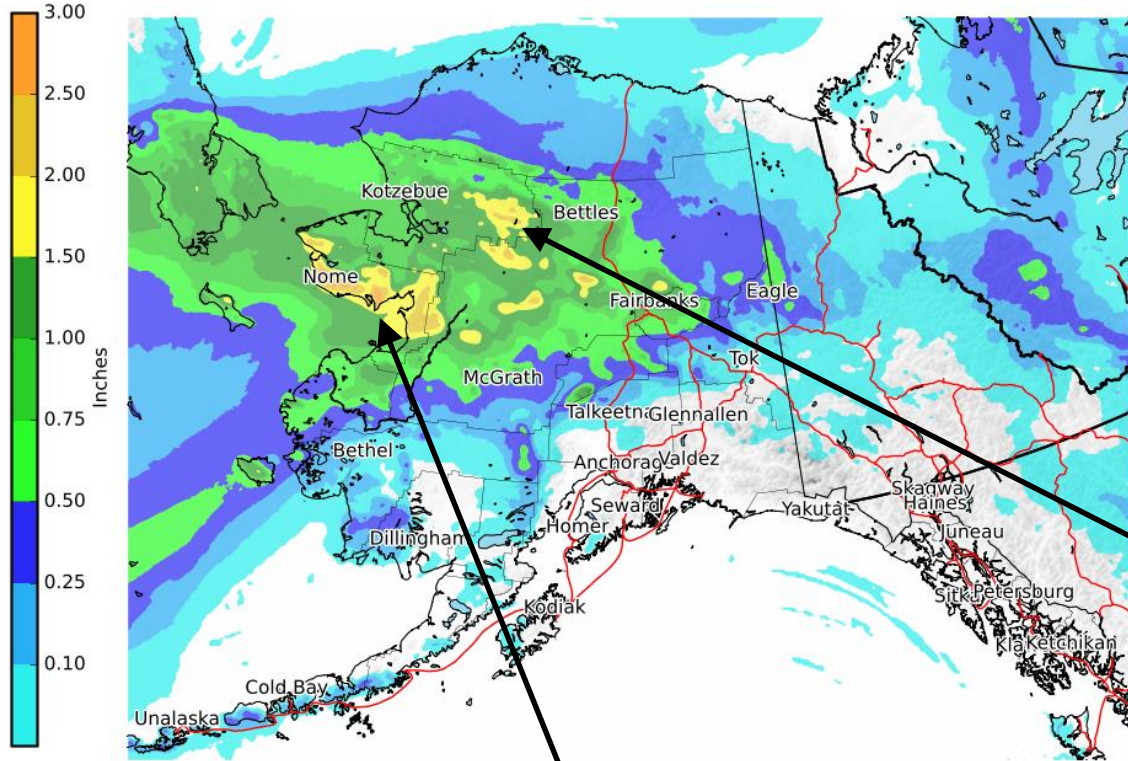 3.00
2.50
2.00
1.50
1.00
0.75
0.50
0.25
0.10
Inches
Kotzebue
Bettles
Nome
Fairbanks
Eagle
McGrath
Tok
Talkeetna
Glennallen
Bethel
Anchorage
Valdez
Skagway
Haines
Seward
Yakutat
Homer
Juneau
Dillingham
Sitka
Petersburg
Kodiak
Kla
Ketchikan
Cold Bay
Unalaska